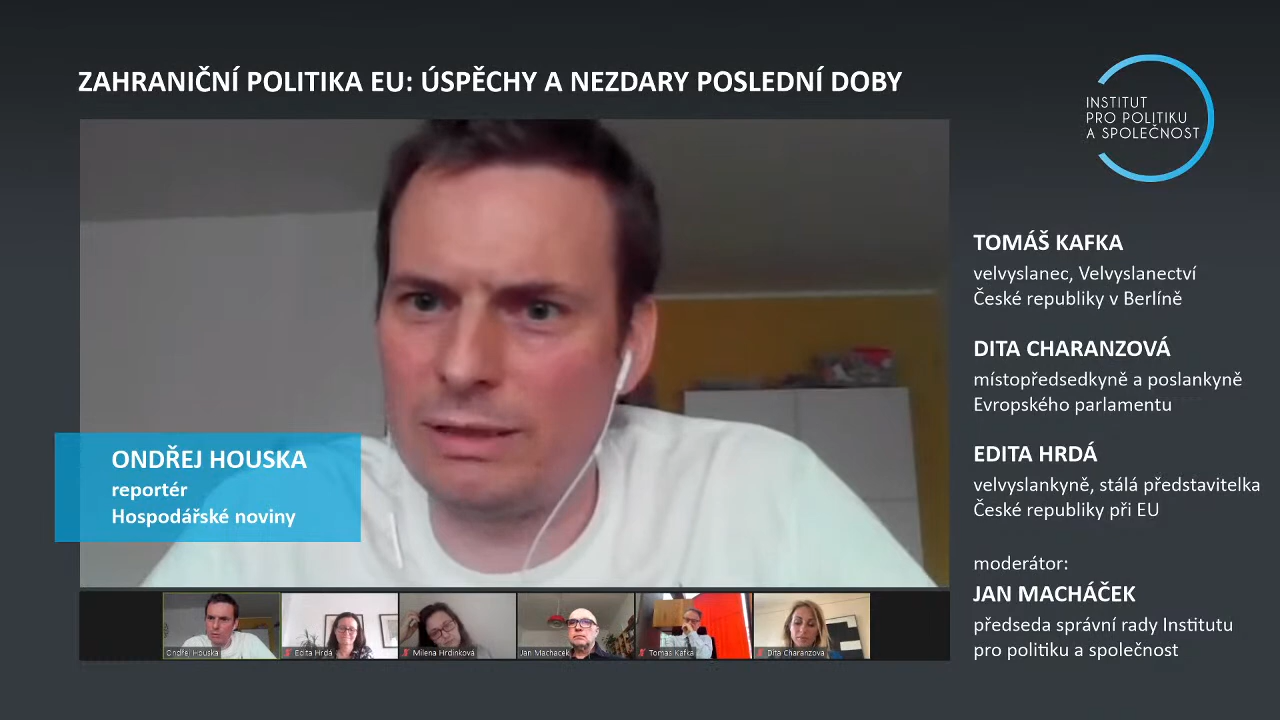 ZAHRANIČNÍ POLITIKA EU: ÚSPĚCHY A NEZDARY POSLEDNÍ DOBY
INSTITUT
PRO POLITIKU
A SPOLEČNOST
TOMÁŠ KAFKA
velvyslanec, Velvyslanectví
České republiky v Berlíně
DITA CHARANZOVÁ
místopředsedkyně a poslankyně
Evropského parlamentu
EDITA HRDÁ
velvyslankyně, stálá představitelka
České republiky při EU
moderátor:
JAN MACHÁČEK
předseda správní rady Institutu
pro politiku a společnost
ONDŘEJ HOUSKA
reportér
Hospodářské noviny
Ondřej Houska
Edita Hrdá
Milena Hrdinková
Jan Machacek
Tomas Kafka
Dita Charanzova